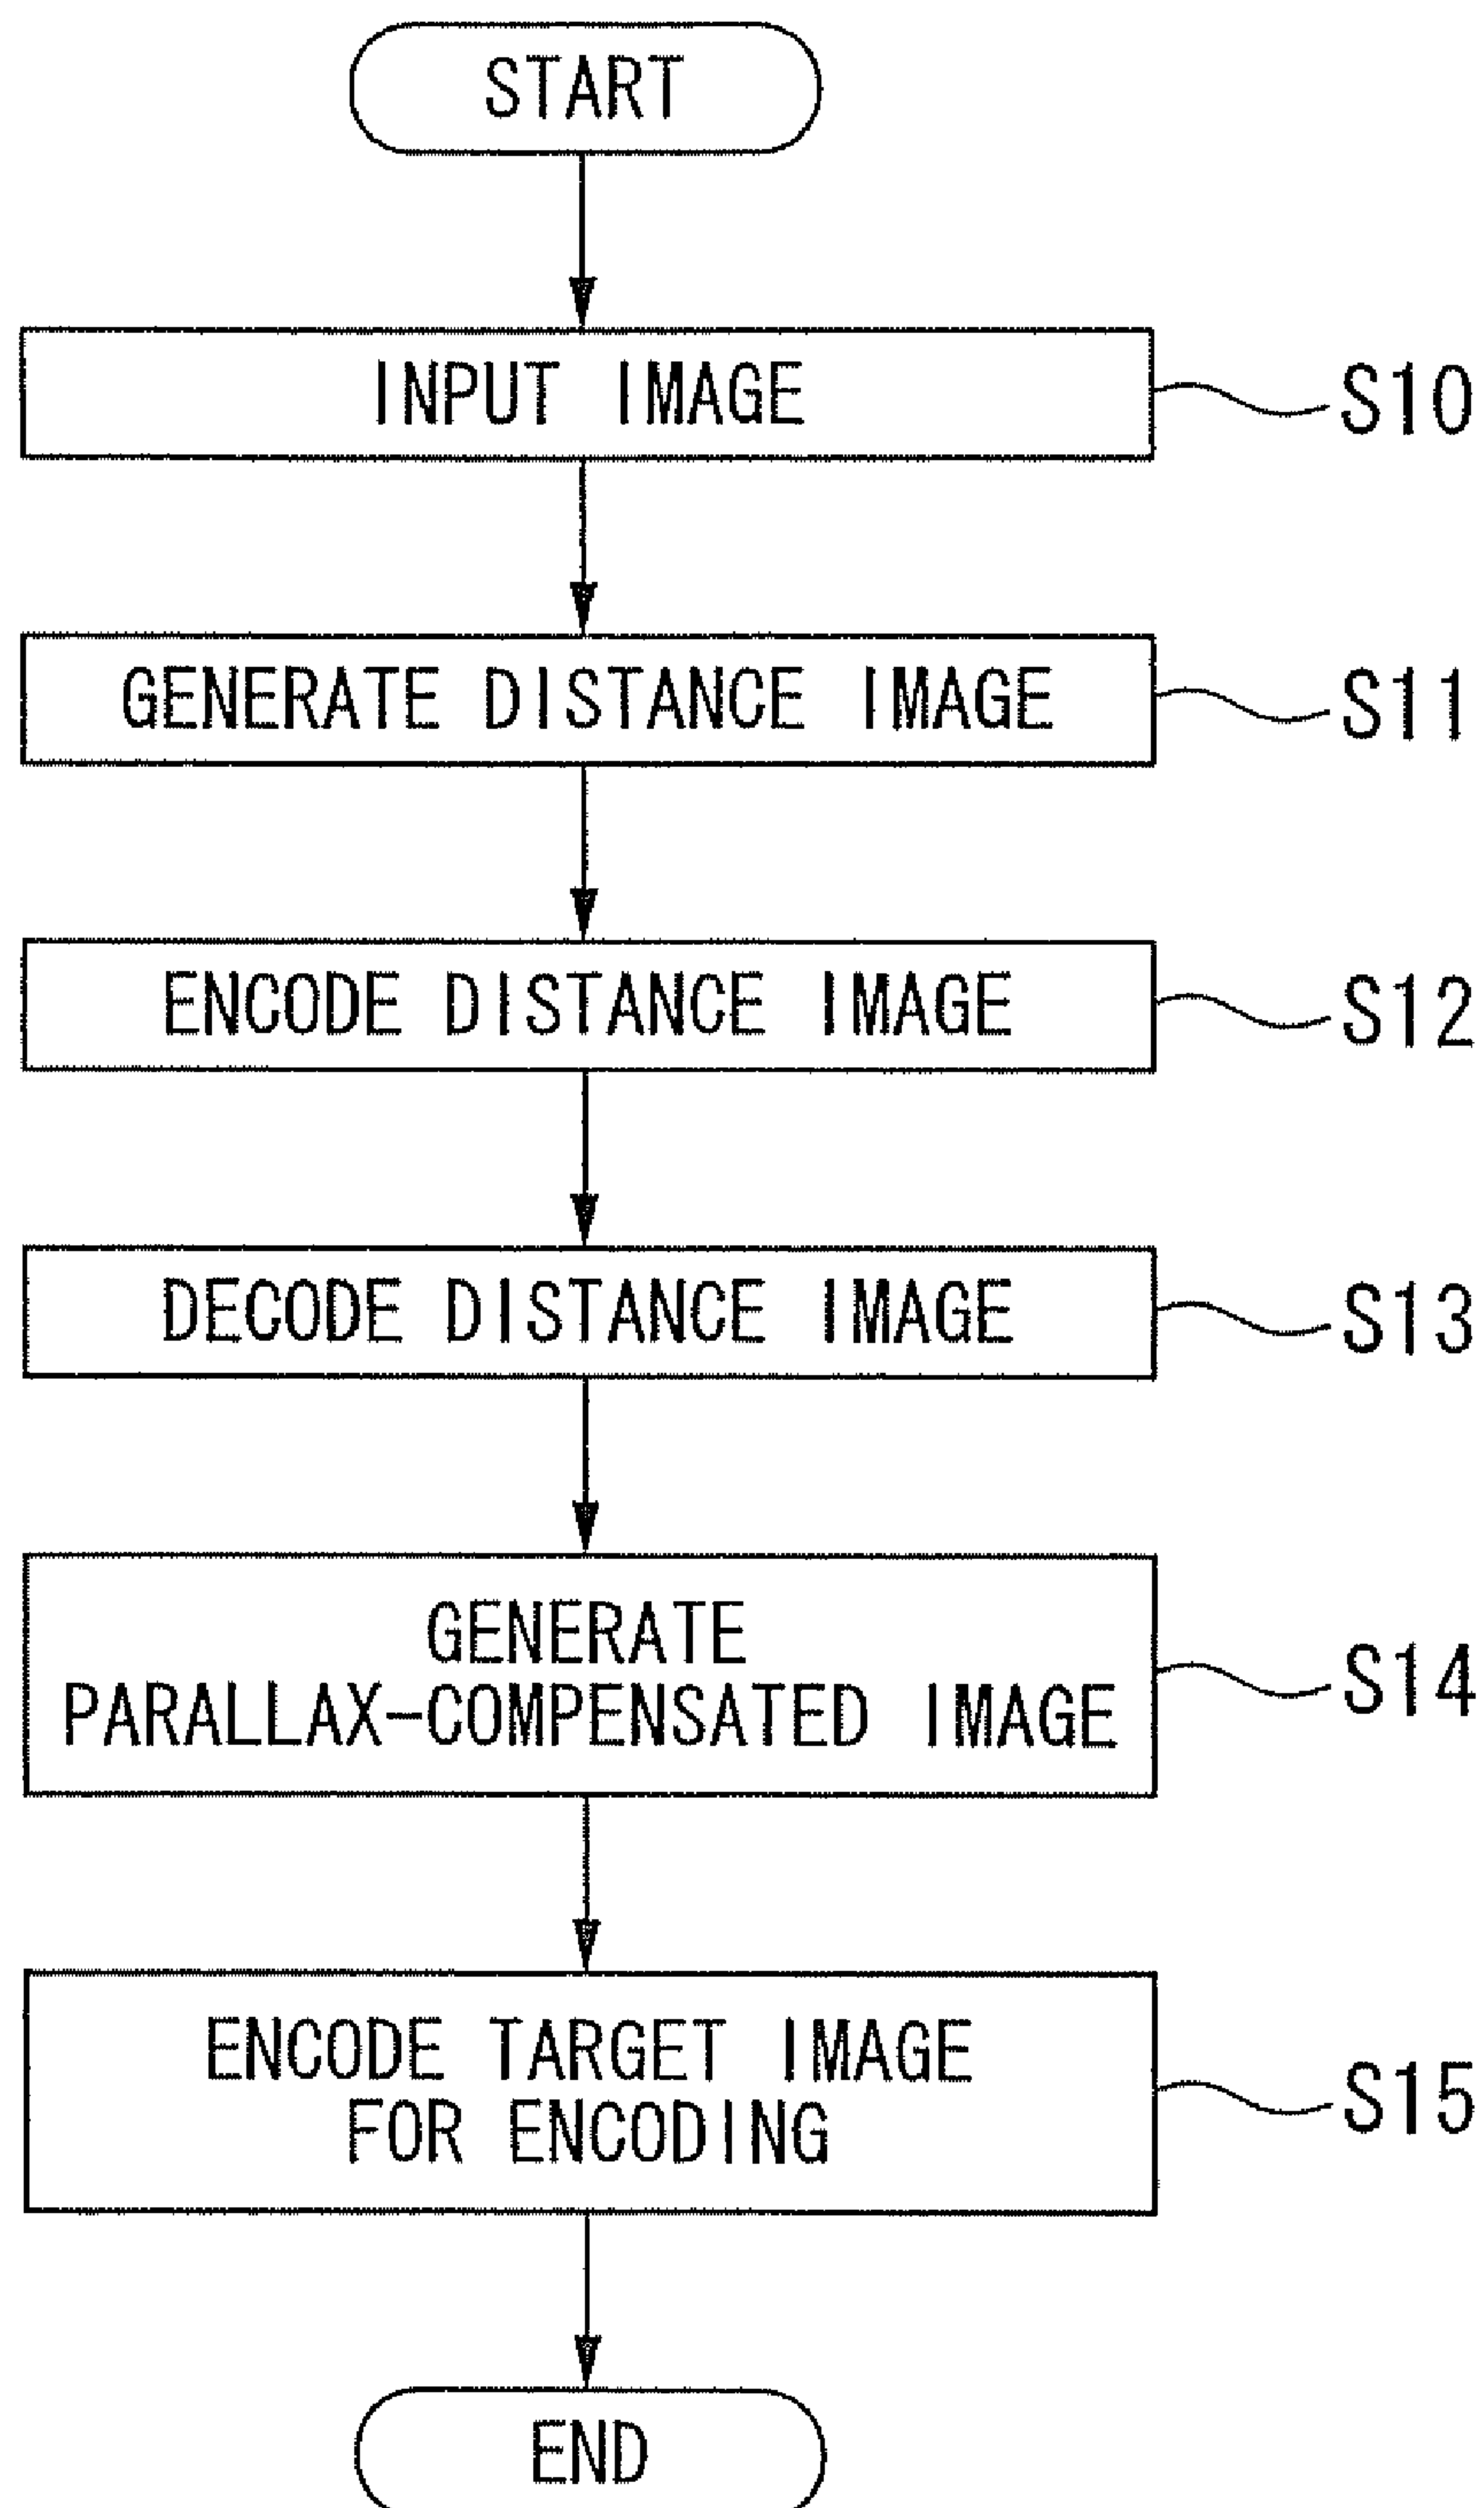 START
INPUT IMAGE
S10
GENERATE DISTANCE IMAGE
S11
ENCODE DISTANCE IMAGE
S12
DECODE DISTANCE IMAGE
S13
GENERATE
PARALLAX-COMPENSATED IMAGE
S14
ENCODE TARGET IMAGE
FOR ENCODING
S15
END